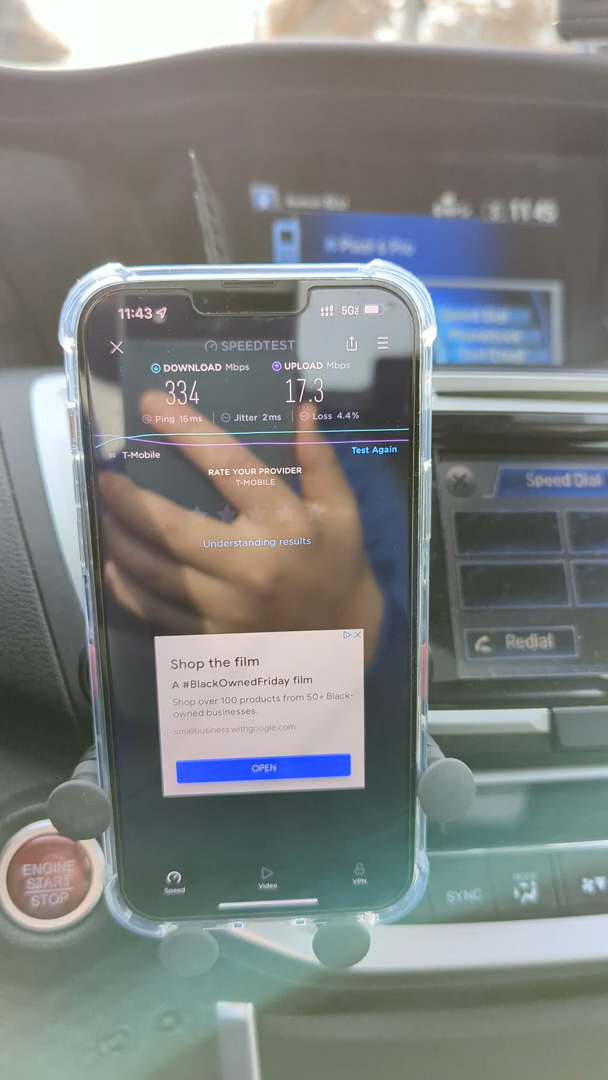 11:43
5G
SPEEDTEST
DOWNLOAD Mbps
UPLOAD Mbps
334
17.3
Ping 16ms
Jitter 2ms
Loss 4.4%
T-Mobile
Test Again
RATE YOUR PROVIDER
T-MOBILE
Understanding results
Shop the film
A #BlackOwnedFriday film
Shop over 100 products from 50+ Black-
owned businesses.
smallbusiness.withgoogle.com
OPEN
Speed
Video
VPN
11:45
Speed Dial
Redial
ENGINE
START
STOP
SYNC
MODE